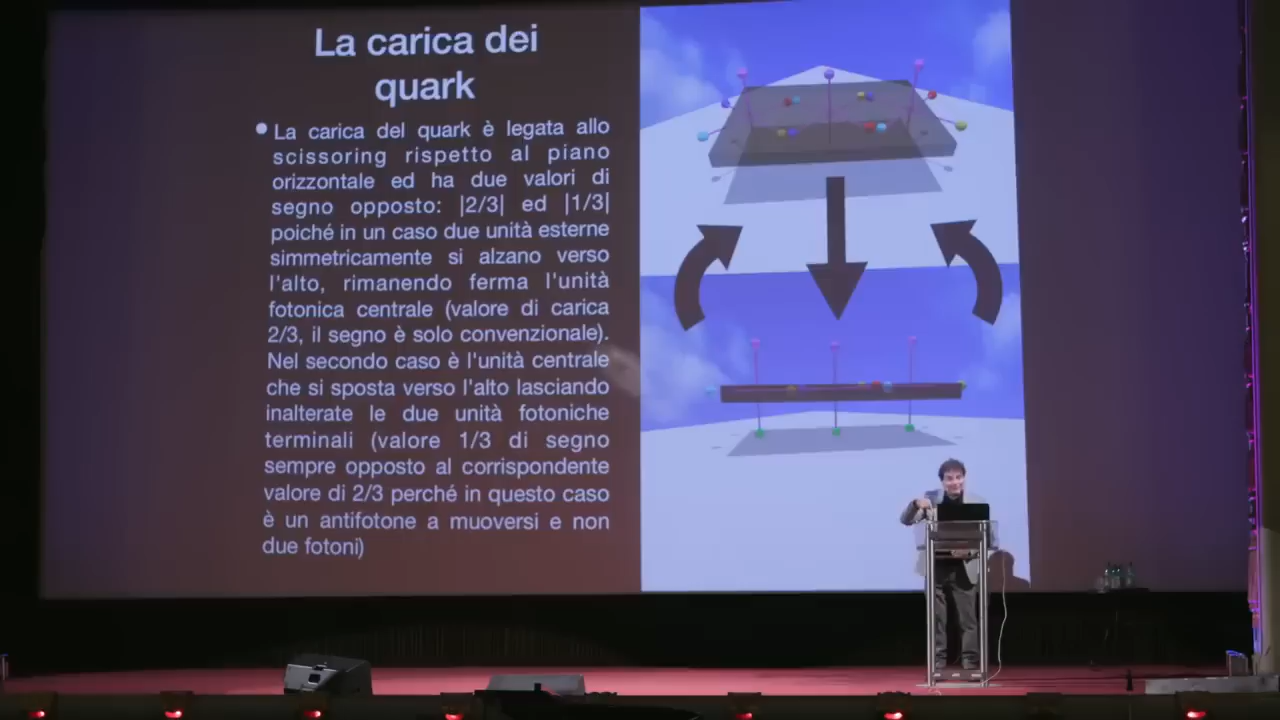 La carica dei
quark
La carica del quark è legata allo
scissoring rispetto al piano
orizzontale ed ha due valori di
segno opposto: |2/3| ed |1/3|
poiché in un caso due unità esterne
simmetricamente si alzano verso
l'alto, rimanendo ferma l'unità
fotonica centrale (valore di carica
2/3, il segno è solo convenzionale).
Nel secondo caso è l'unità centrale
che si sposta verso l'alto lasciando
inalterate le due unità fotoniche
terminali (valore 1/3 di segno
sempre opposto al corrispondente
valore di 2/3 perché in questo caso
è un antifotone a muoversi e non
due fotoni)